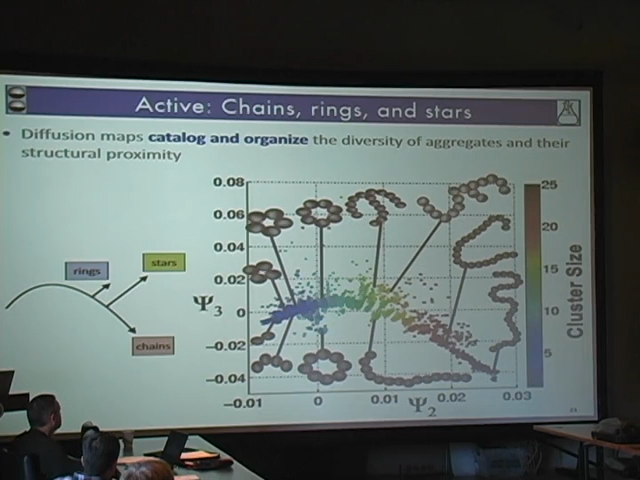 Active: Chains, rings, and stars
• Diffusion maps catalog and organize the diversity of aggregates and their
structural proximity
rings
stars
chains
Ψ3
0.08
0.06
0.04
0.02
0
−0.02
−0.04
−0.01
0
0.01
0.02
0.03
Ψ2
25
20
15
10
5
Cluster Size